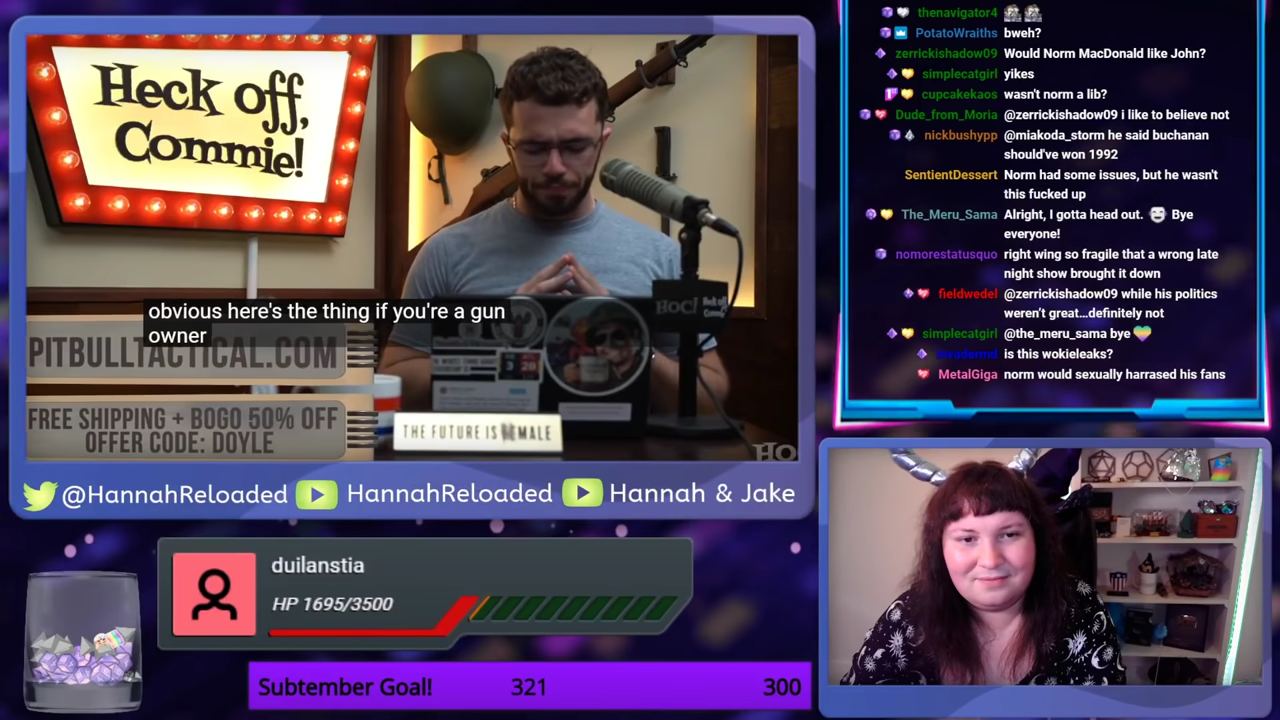 Heck off,
Commie!
obvious here's the thing if you're a gun
owner
PITBULLTACTICAL.COM
FREE SHIPPING + BOGO 50% OFF
OFFER CODE: DOYLE
HOC!
Heck off,
Commie!
THE FUTURE IS MALE
HO
@HannahReloaded
HannahReloaded
Hannah & Jake
duilanstia
HP 1695/3500
Subtember Goal! 321 300
thenavigator4
PotatoWraiths bweh?
zerrickishadow09 Would Norm MacDonald like John?
simplecatgirl yikes
cupcakekaos wasn't norm a lib?
Dude_from_Moria @zerrickishadow09 i like to believe not
nickbushypp @miakoda_storm he said buchanan
should've won 1992
SentientDessert Norm had some issues, but he wasn't
this fucked up
The_Meru_Sama Alright, I gotta head out. Bye
everyone!
nomorestatusquo right wing so fragile that a wrong late
night show brought it down
fieldwedel @zerrickishadow09 while his politics
weren't great...definitely not
simplecatgirl @the_meru_sama bye
is this wokieleaks?
MetalGiga norm would sexually harrased his fans